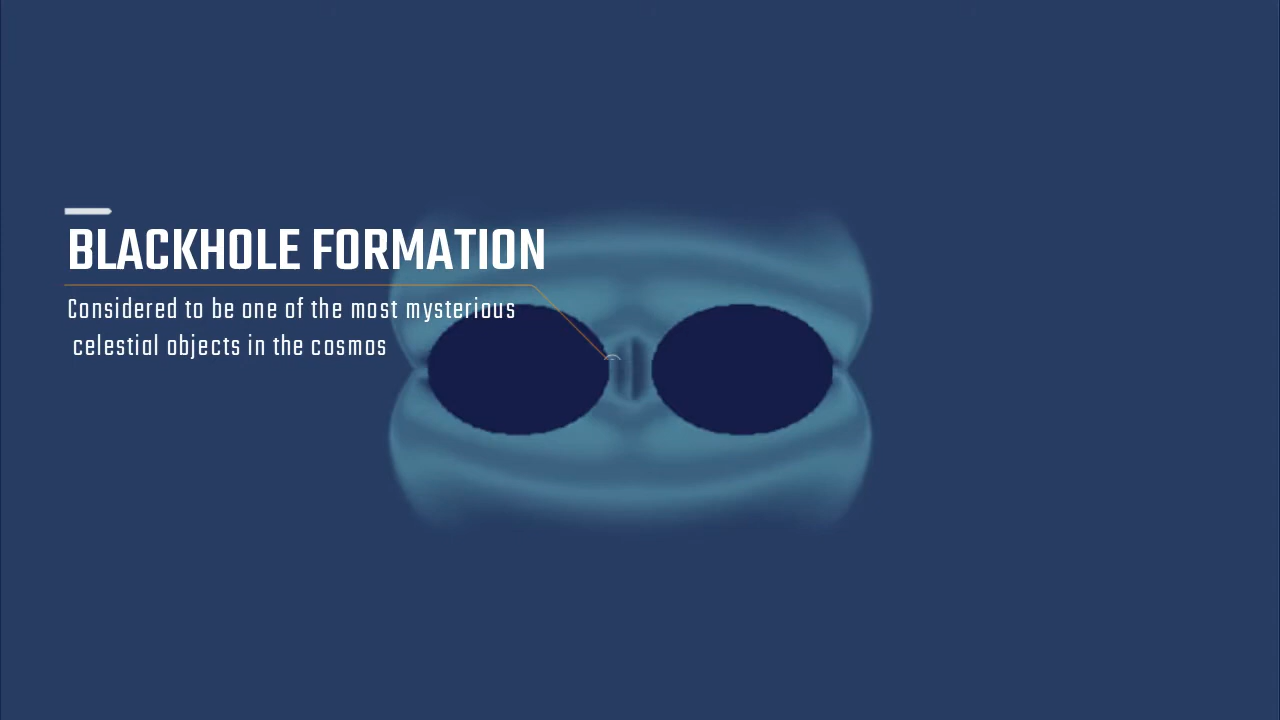 BLACKHOLE FORMATION
Considered to be one of the most mysterious
celestial objects in the cosmos